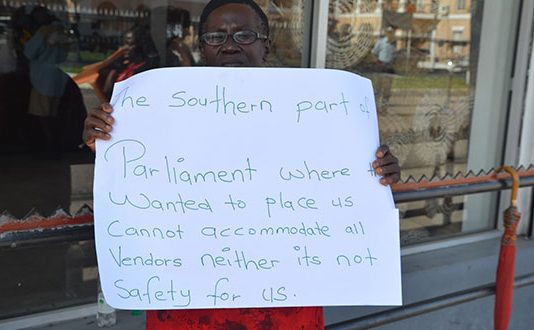 The Southern part of
Parliament where t
Wanted to place us
Cannot accommodate all
Vendors neither its not
Safety for us.